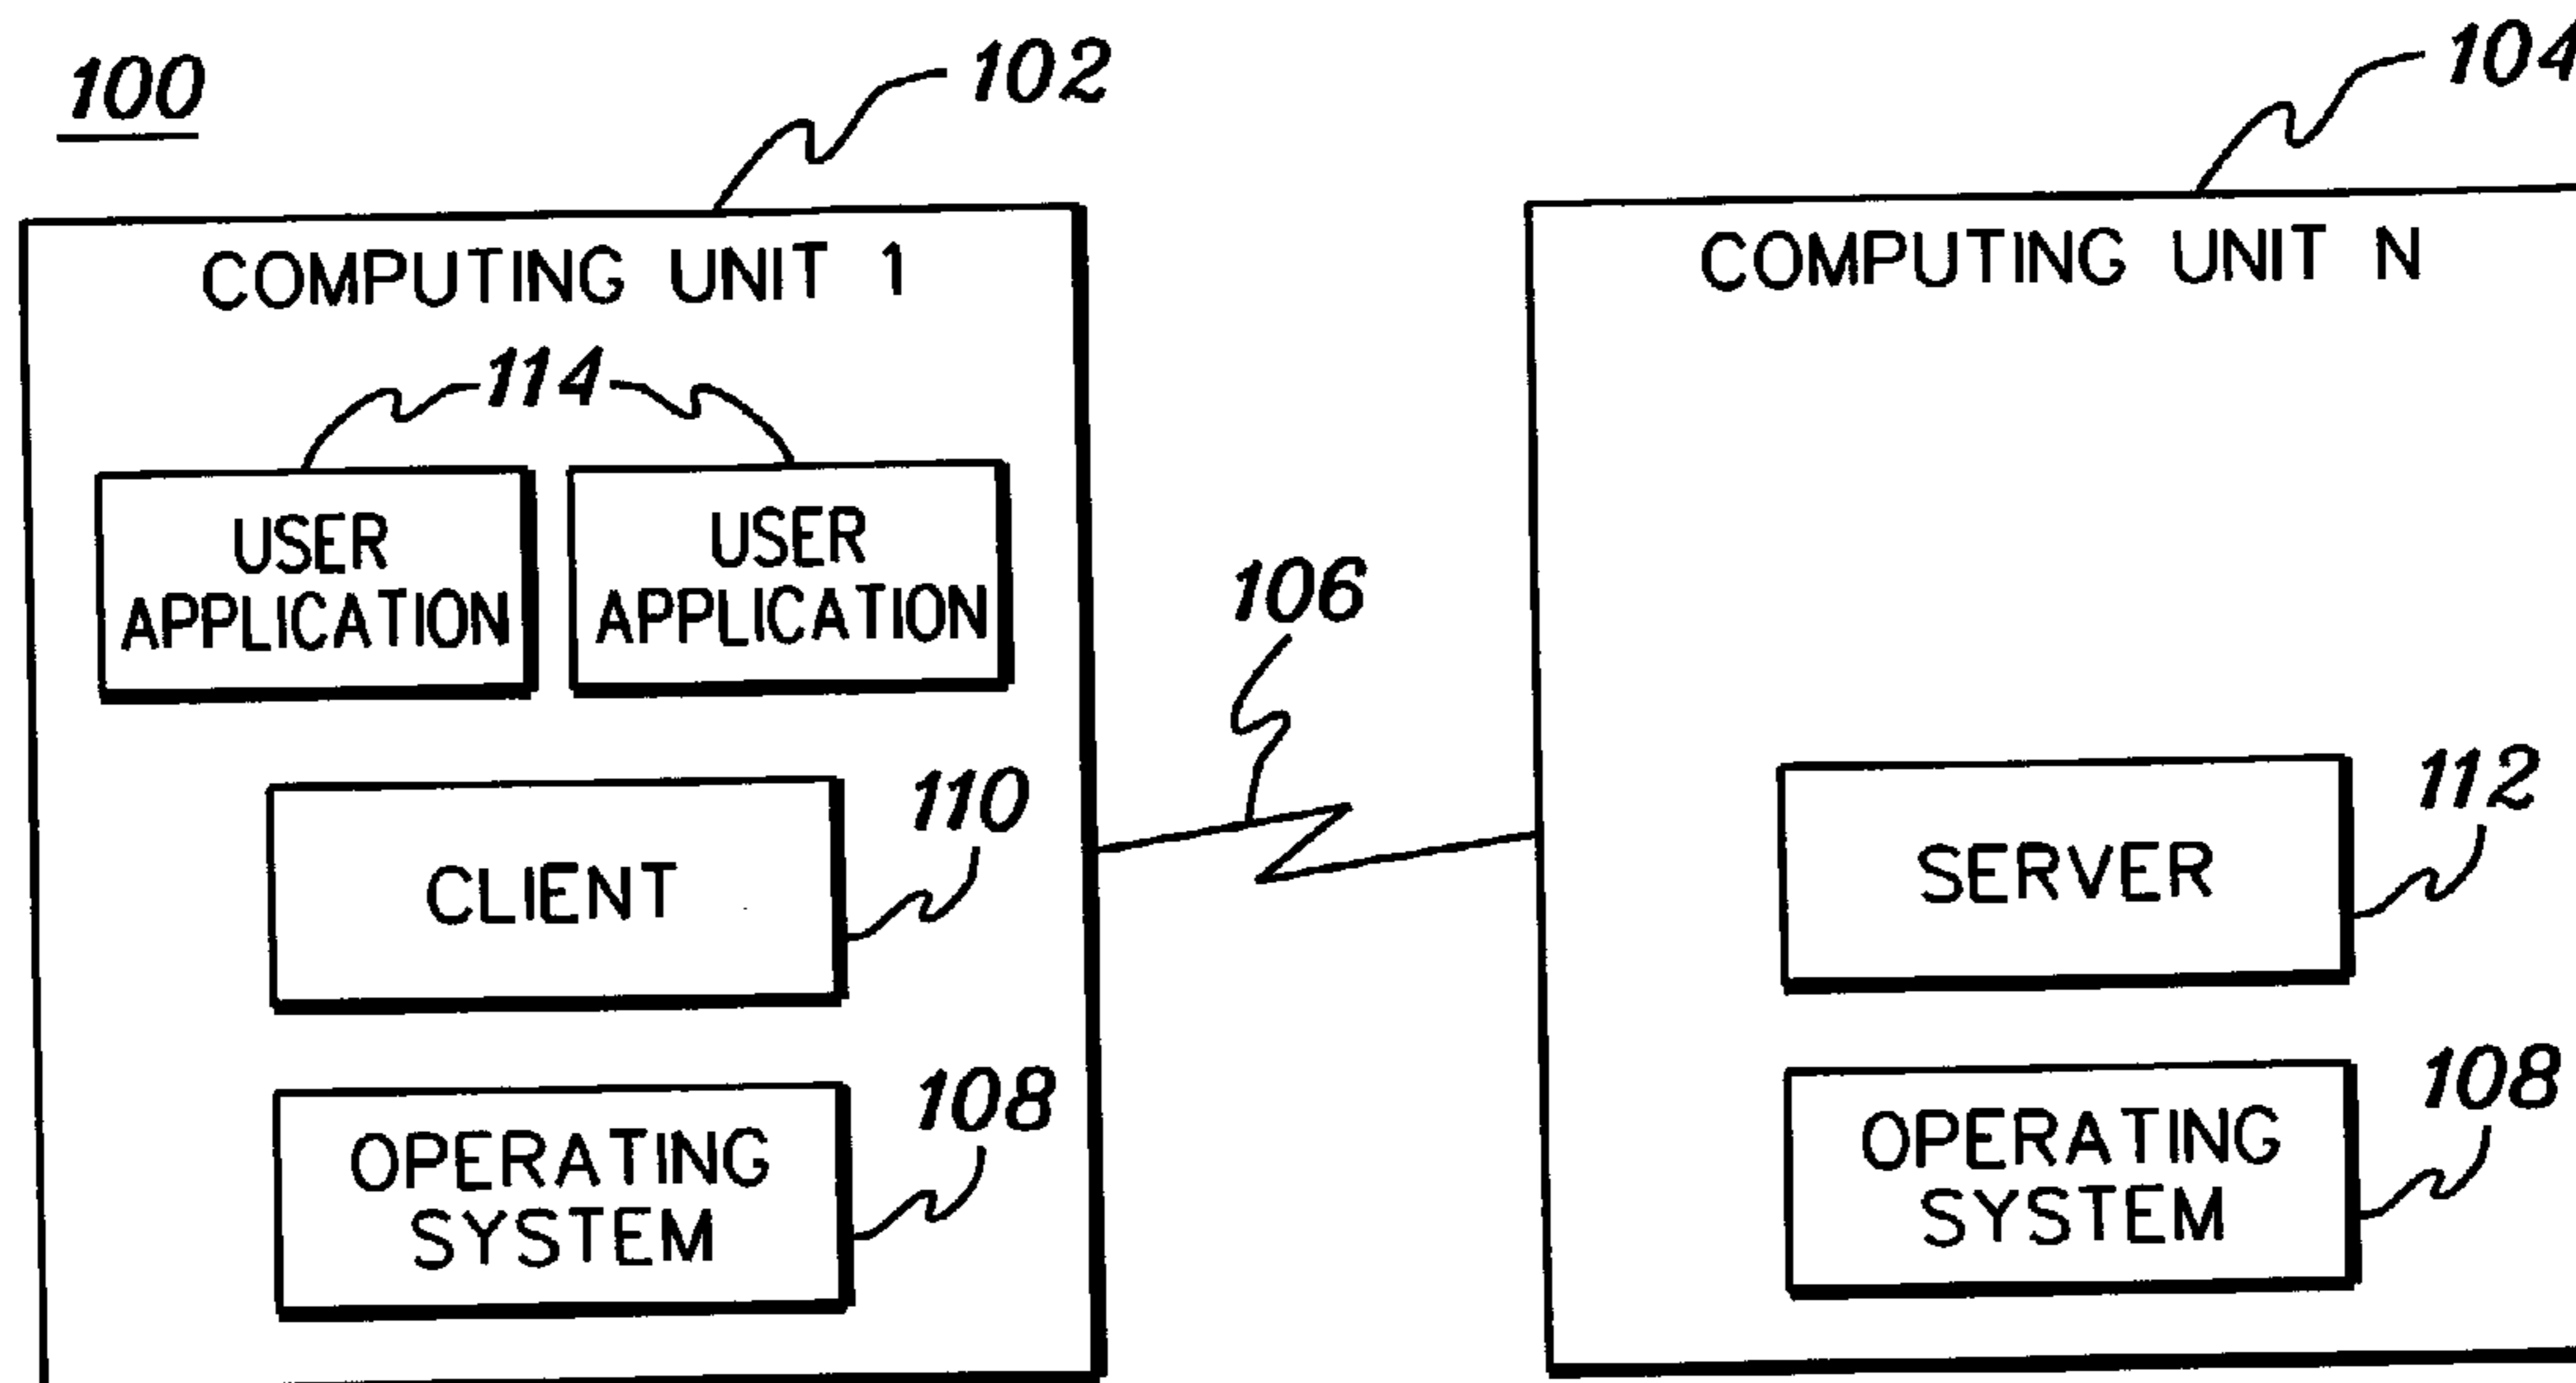 100
102
104
COMPUTING UNIT 1
COMPUTING UNIT N
114
USER
APPLICATION
USER
APPLICATION
106
110
CLIENT
112
SERVER
108
OPERATING
SYSTEM
108
OPERATING
SYSTEM